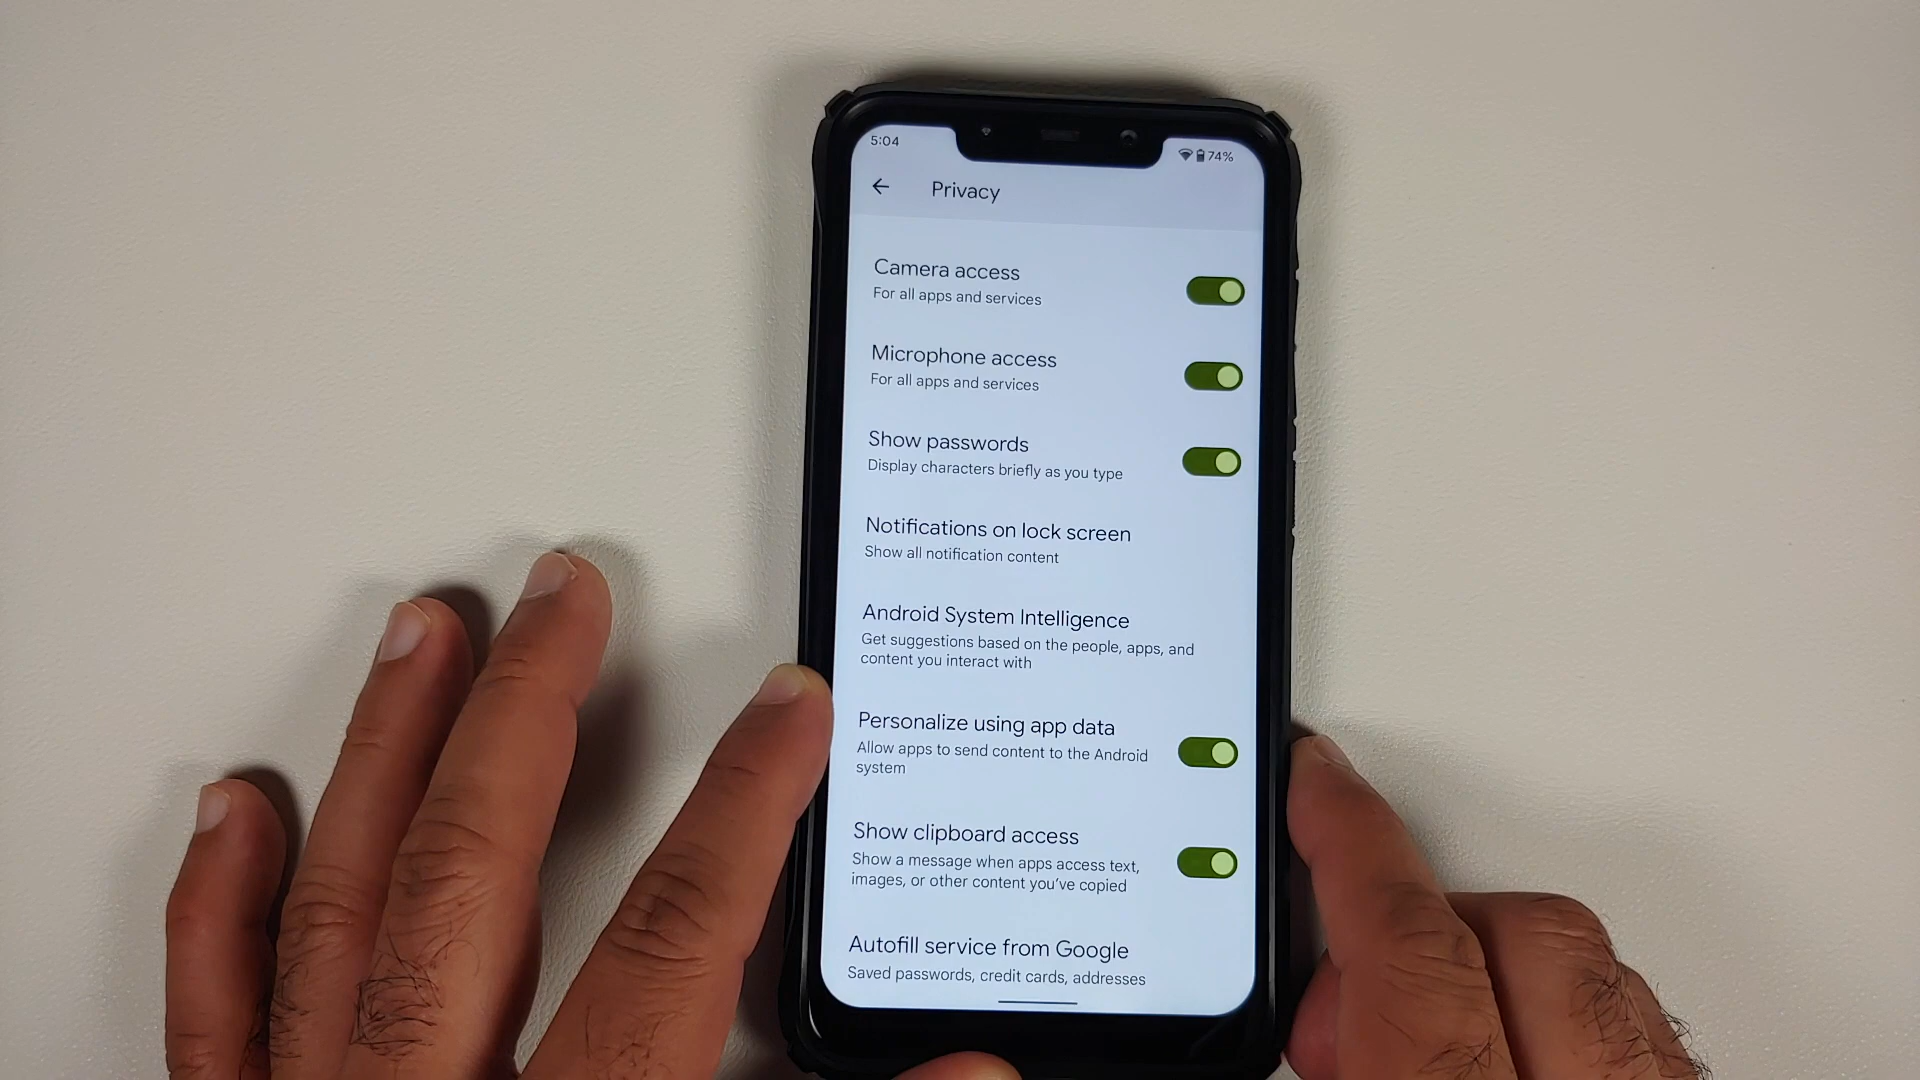 5:04
74%
Privacy
Camera access
For all apps and services
Microphone access
For all apps and services
Show passwords
Display characters briefly as you type
Notifications on lock screen
Show all notification content
Android System Intelligence
Get suggestions based on the people, apps, and
content you interact with
Personalize using app data
Allow apps to send content to the Android
system
Show clipboard access
Show a message when apps access text,
images, or other content you've copied
Autofill service from Google
Saved passwords, credit cards, addresses